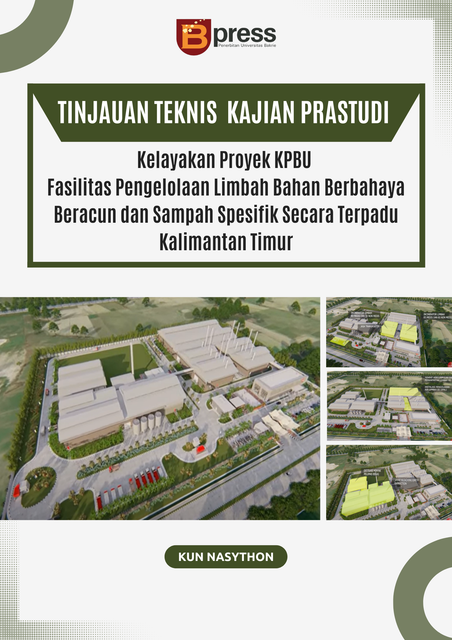 Bpress
Penerbitan Universitas Bakrie
TINJAUAN TEKNIS KAJIAN PRASTUDI
Kelayakan Proyek KPBU
Fasilitas Pengelolaan Limbah Bahan Berbahaya
Beracun dan Sampah Spesifik Secara Terpadu
Kalimantan Timur
KUN NASYTHON